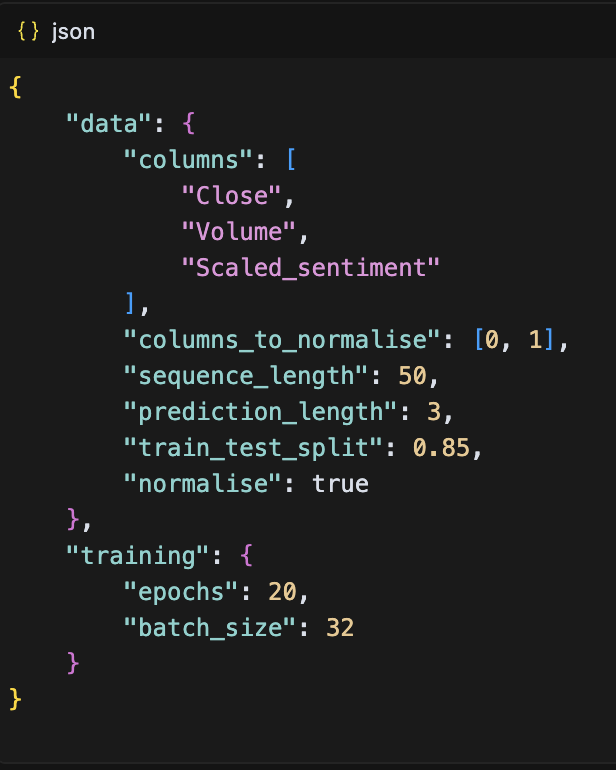 {} json
{
    "data": {
        "columns": [
            "Close",
            "Volume",
            "Scaled_sentiment"
        ],
        "columns_to_normalise": [0, 1],
        "sequence_length": 50,
        "prediction_length": 3,
        "train_test_split": 0.85,
        "normalise": true
    },
    "training": {
        "epochs": 20,
        "batch_size": 32
    }
}